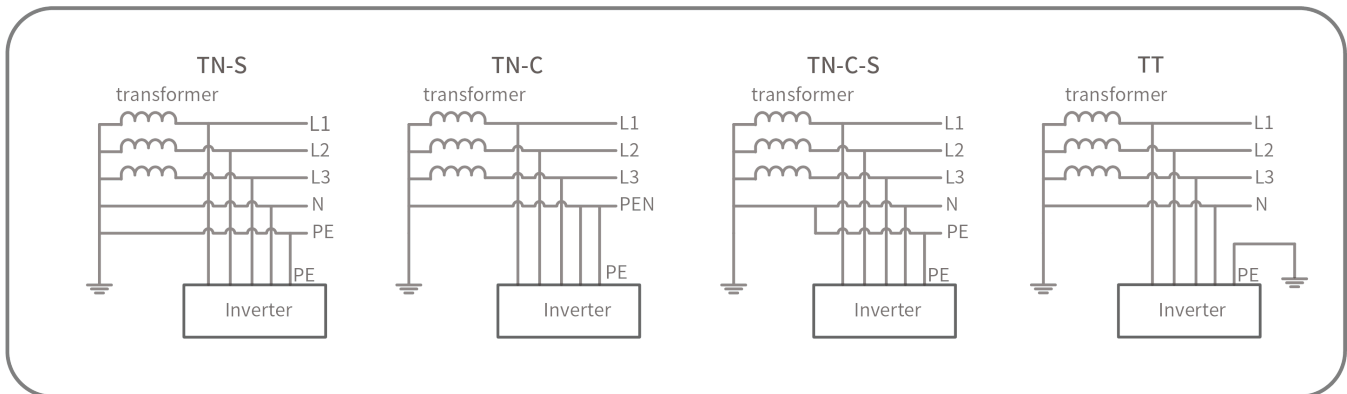 TN-S
transformer
L1
L2
L3
N
PE
PE
Inverter
TN-C
transformer
L1
L2
L3
PEN
PE
Inverter
TN-C-S
transformer
L1
L2
L3
N
PE
PE
Inverter
TT
transformer
L1
L2
L3
N
PE
Inverter